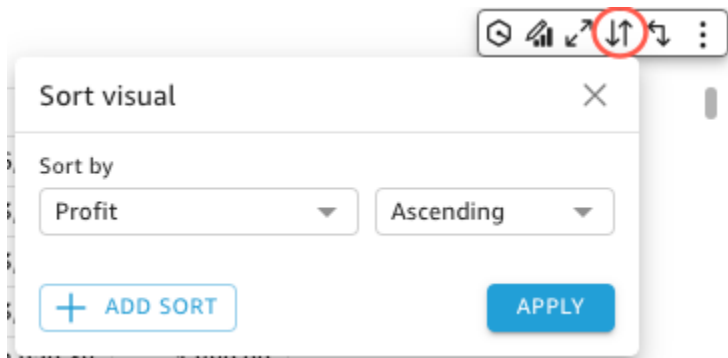 Sort visual
Sort by
Profit
Ascending
ADD SORT
APPLY